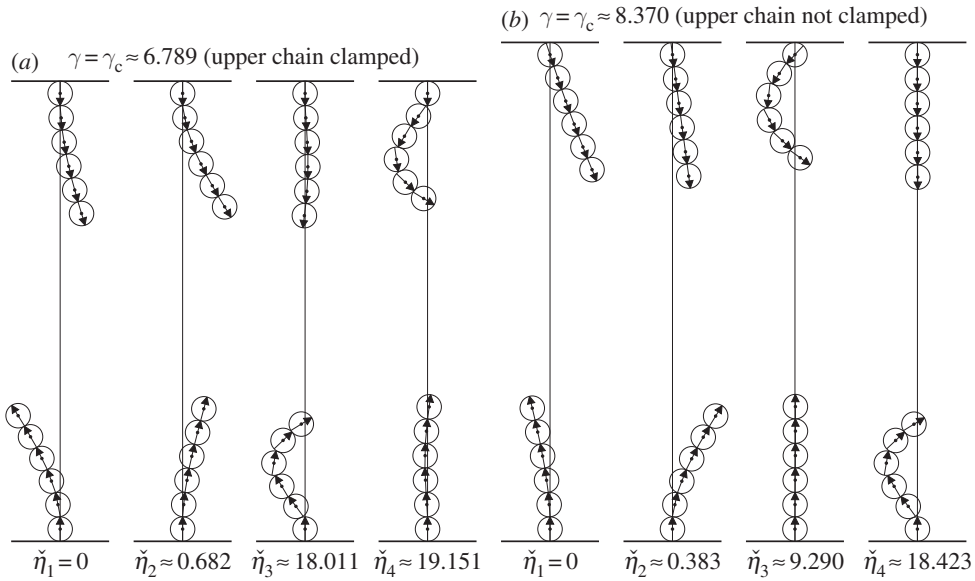 (a) γ = γc ≈ 6.789 (upper chain clamped)
η̌1 = 0 η̌2 ≈ 0.682 η̌3 ≈ 18.011 η̌4 ≈ 19.151
(b) γ = γc ≈ 8.370 (upper chain not clamped)
η̌1 = 0 η̌2 ≈ 0.383 η̌3 ≈ 9.290 η̌4 ≈ 18.423